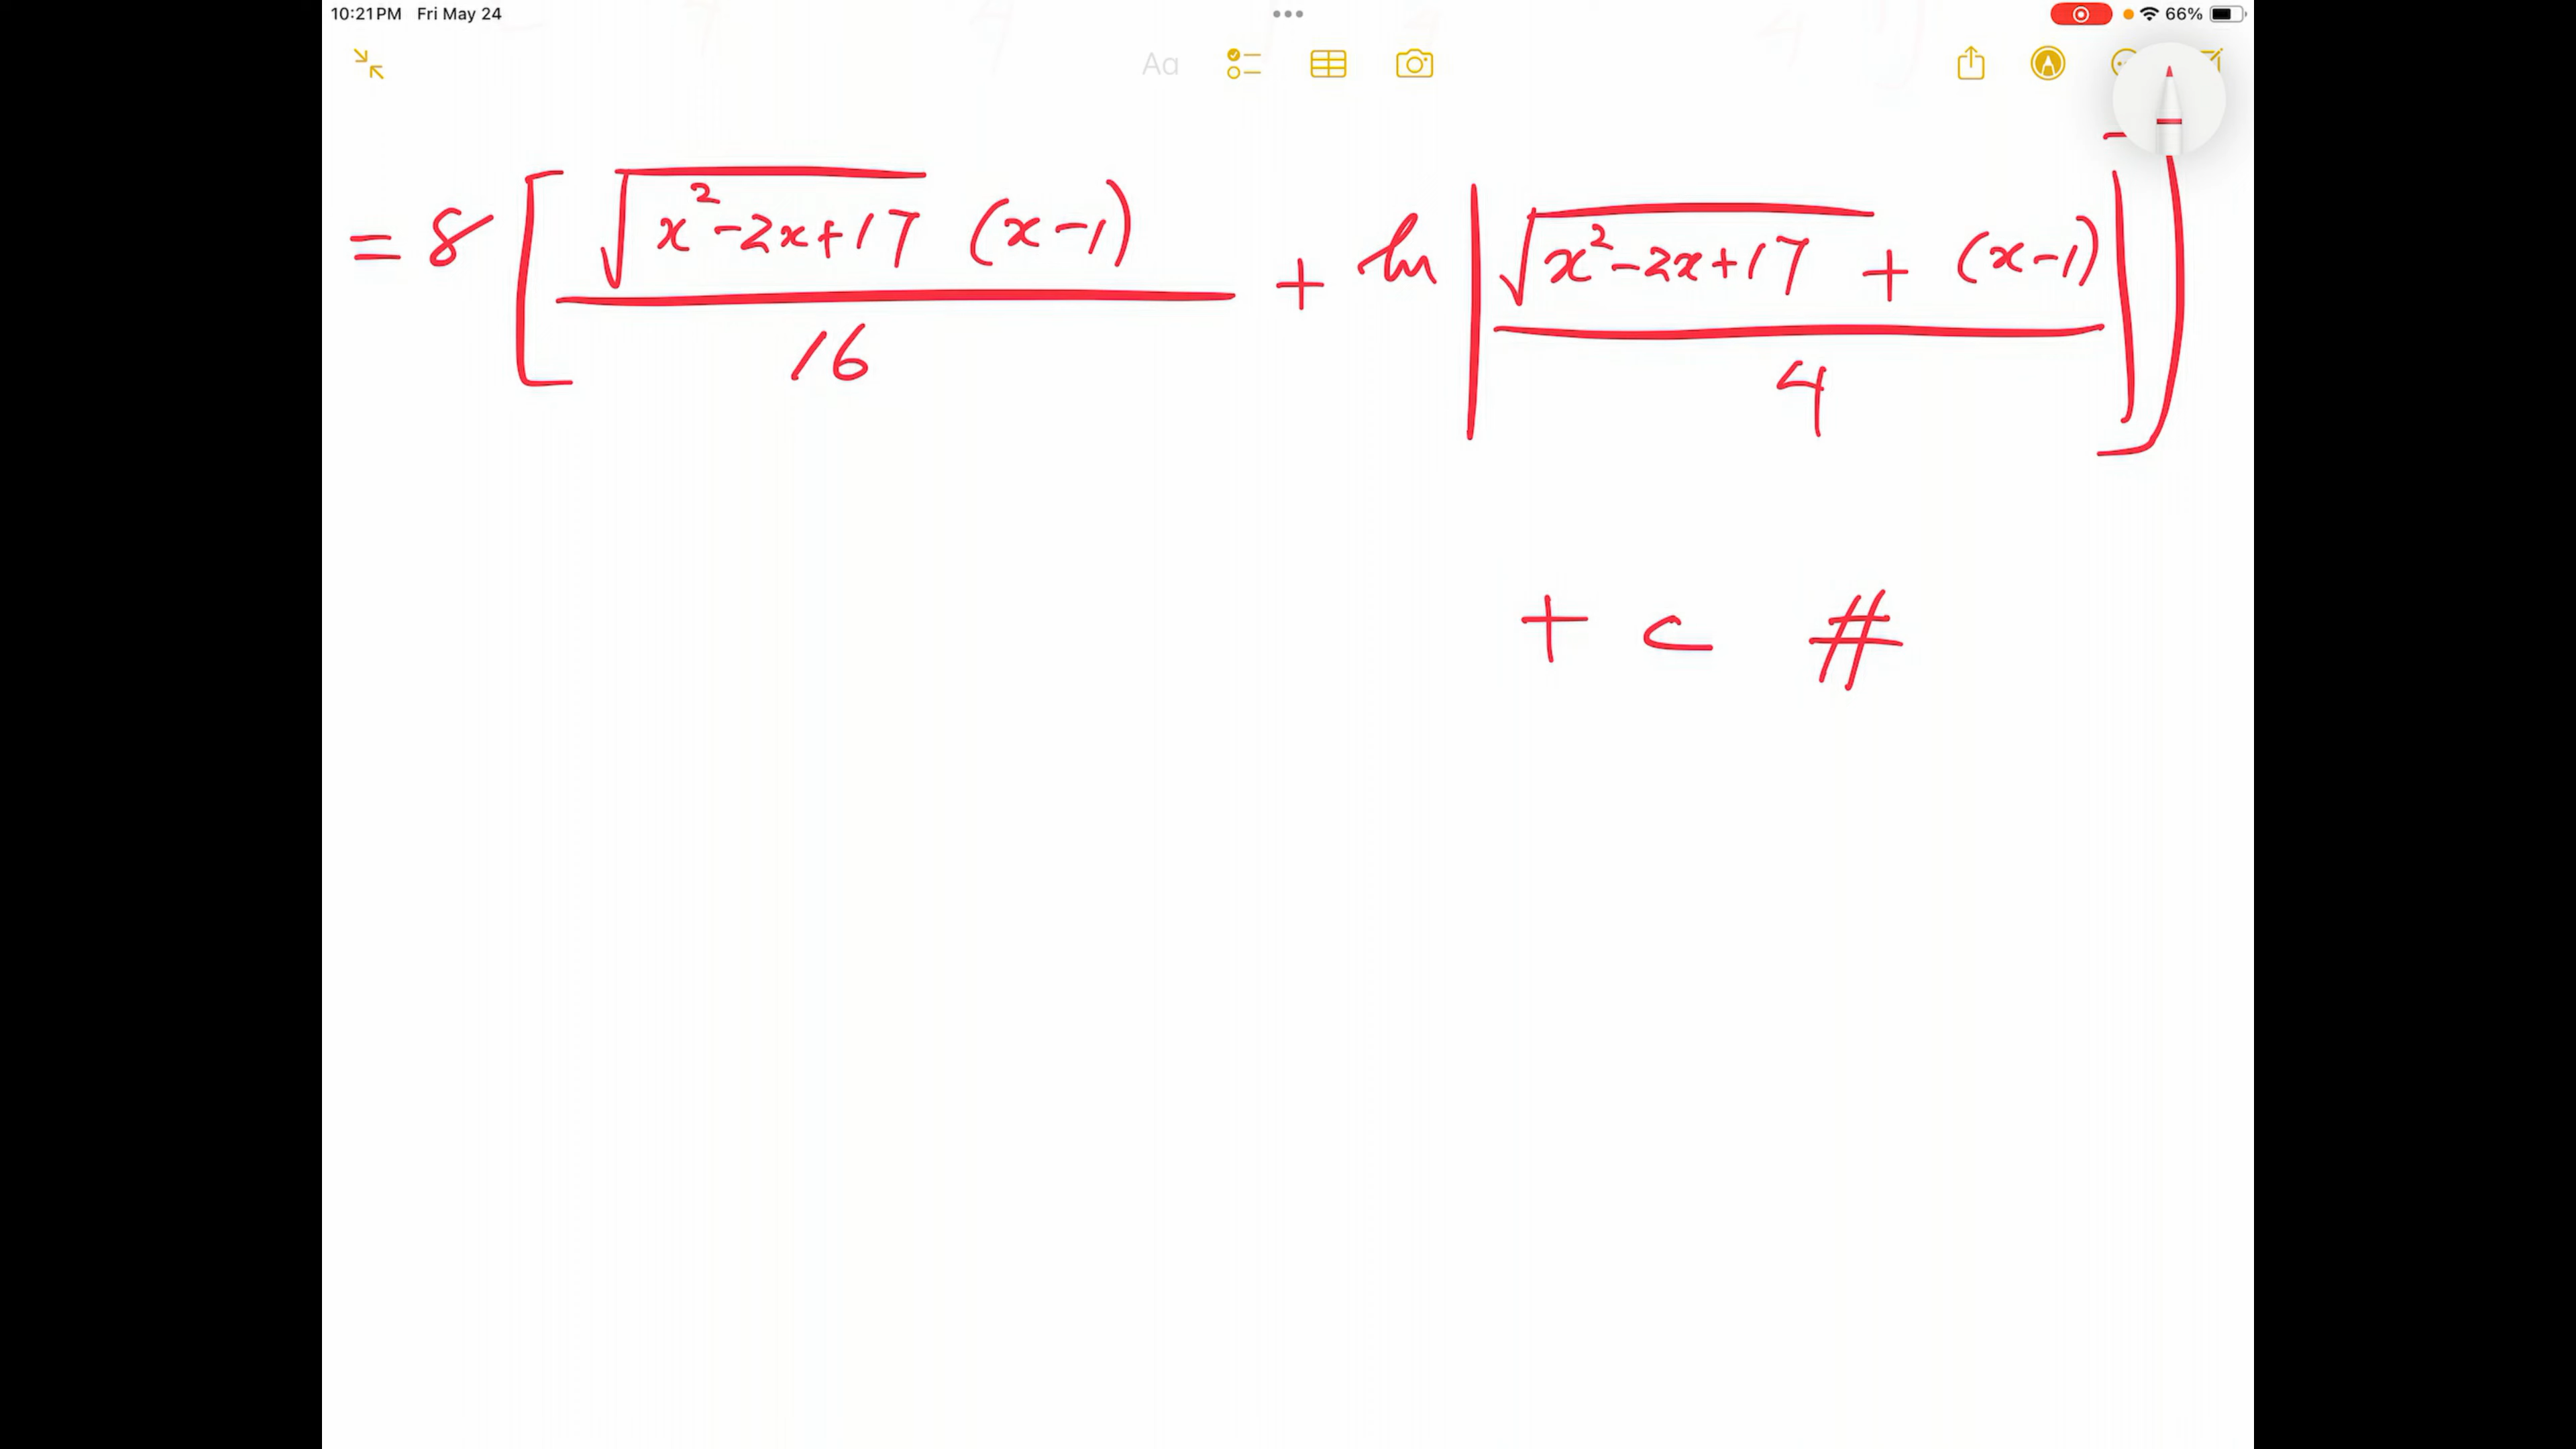 10:21 PM Fri May 24 66%
Aa
= 8 [ √(x²-2x+17) (x-1) / 16 + ln | √(x²-2x+17) + (x-1) / 4 | ]
+ c #